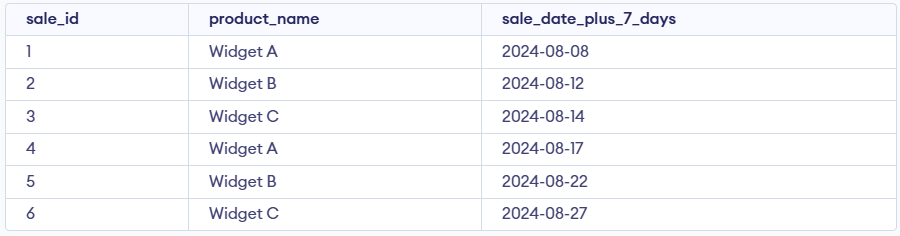 sale_id product_name sale_date_plus_7_days
1 Widget A 2024-08-08
2 Widget B 2024-08-12
3 Widget C 2024-08-14
4 Widget A 2024-08-17
5 Widget B 2024-08-22
6 Widget C 2024-08-27